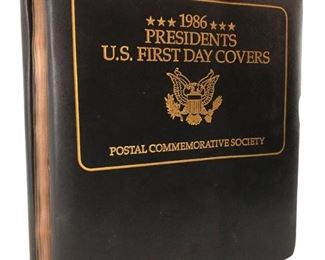 ★★★ 1986 ★★★
PRESIDENTS
U.S. FIRST DAY COVERS
POSTAL COMMEMORATIVE SOCIETY